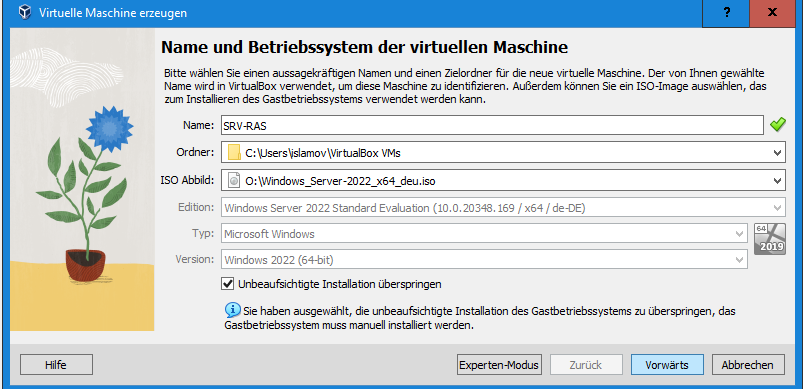 Virtuelle Maschine erzeugen
?
X
Name und Betriebssystem der virtuellen Maschine
Bitte wählen Sie einen aussagekräftigen Namen und einen Zielordner für die neue virtuelle Maschine. Der von Ihnen gewählte
Name wird in VirtualBox verwendet, um diese Maschine zu identifizieren. Außerdem können Sie ein ISO-Image auswählen, das
zum Installieren des Gastbetriebssystems verwendet werden kann.
Name: SRV-RAS
Ordner: C:\Users\islamov\VirtualBox VMs
ISO Abbild: O:\Windows_Server-2022_x64_deu.iso
Edition: Windows Server 2022 Standard Evaluation (10.0.20348.169 / x64 / de-DE)
Typ: Microsoft Windows
64
2019
Version: Windows 2022 (64-bit)
Unbeaufsichtigte Installation überspringen
Sie haben ausgewählt, die unbeaufsichtigte Installation des Gastbetriebssystems zu überspringen, das
Gastbetriebssystem muss manuell installiert werden.
Hilfe Experten-Modus Zurück Vorwärts Abbrechen